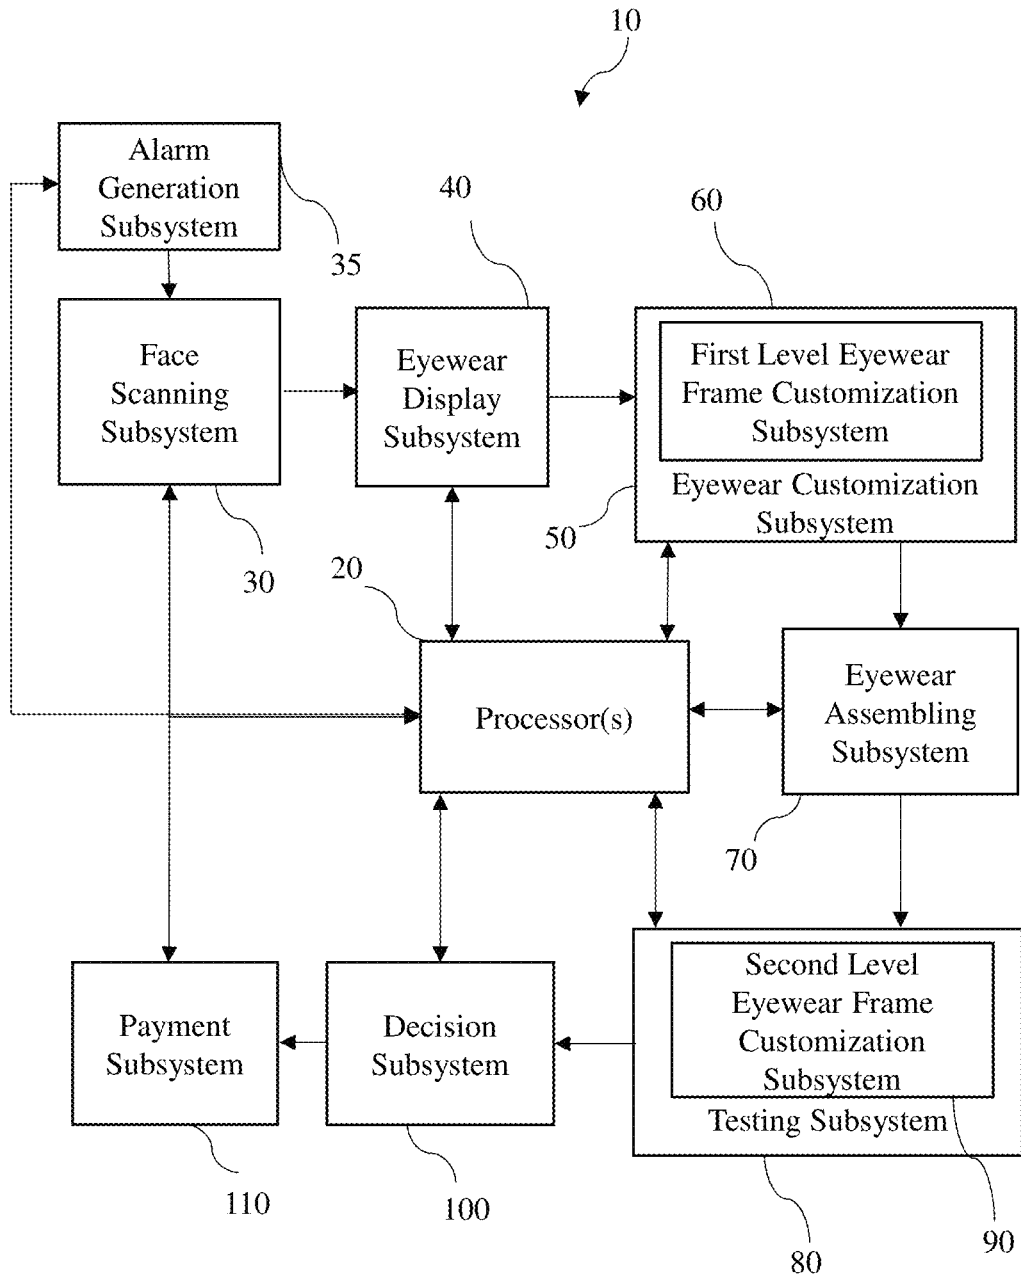 10
Alarm
Generation
Subsystem
35
40
60
Face
Scanning
Subsystem
30
Eyewear
Display
Subsystem
First Level Eyewear
Frame Customization
Subsystem
Eyewear Customization
Subsystem
50
20
Processor(s)
Eyewear
Assembling
Subsystem
70
Payment
Subsystem
110
Decision
Subsystem
100
Second Level
Eyewear Frame
Customization
Subsystem
Testing Subsystem
80
90